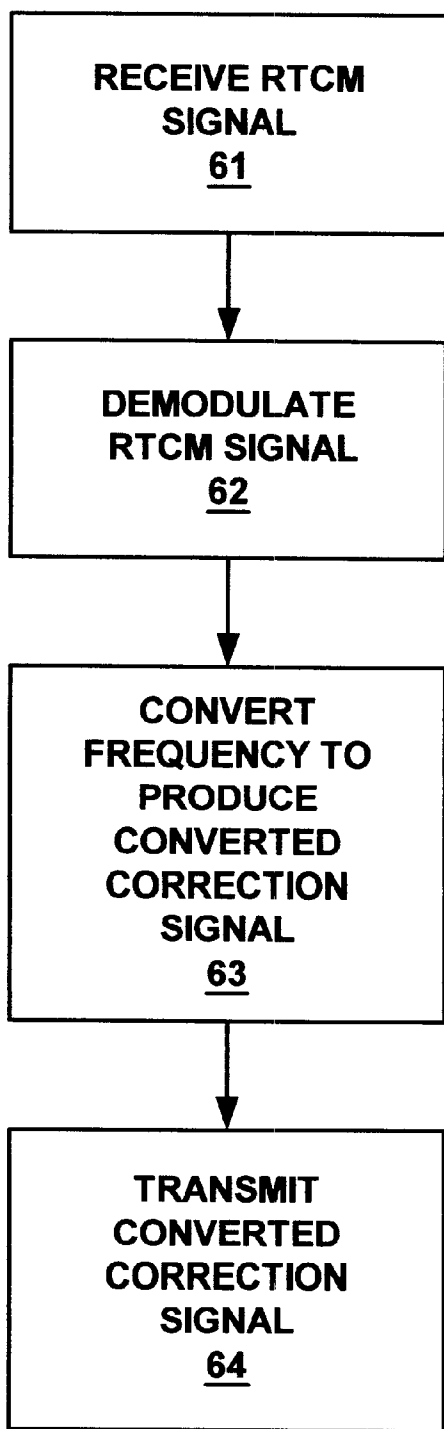 RECEIVE RTCM
SIGNAL
61
DEMODULATE
RTCM SIGNAL
62
CONVERT
FREQUENCY TO
PRODUCE
CONVERTED
CORRECTION
SIGNAL
63
TRANSMIT
CONVERTED
CORRECTION
SIGNAL
64